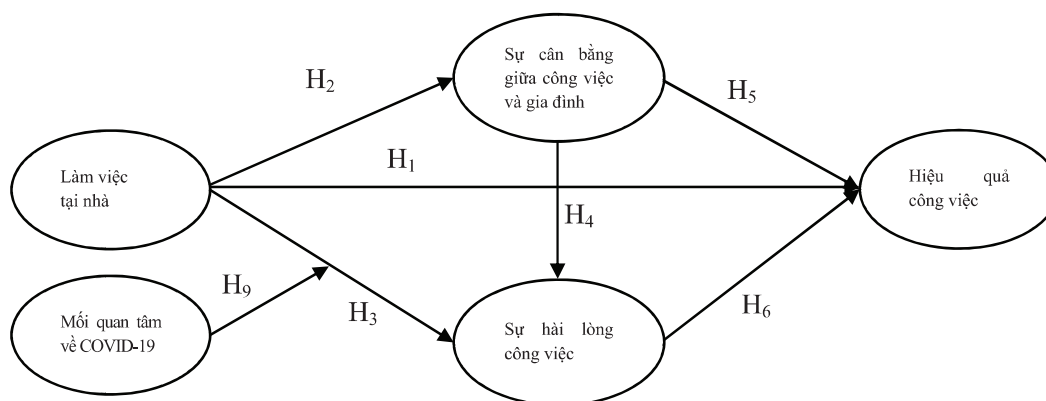 Sự cân bằng
giữa công việc
và gia đình
H₂
H₅
H₁
Làm việc
tại nhà
Hiệu quả
công việc
H₄
H₉
H₃
H₆
Mối quan tâm
về COVID-19
Sự hài lòng
công việc